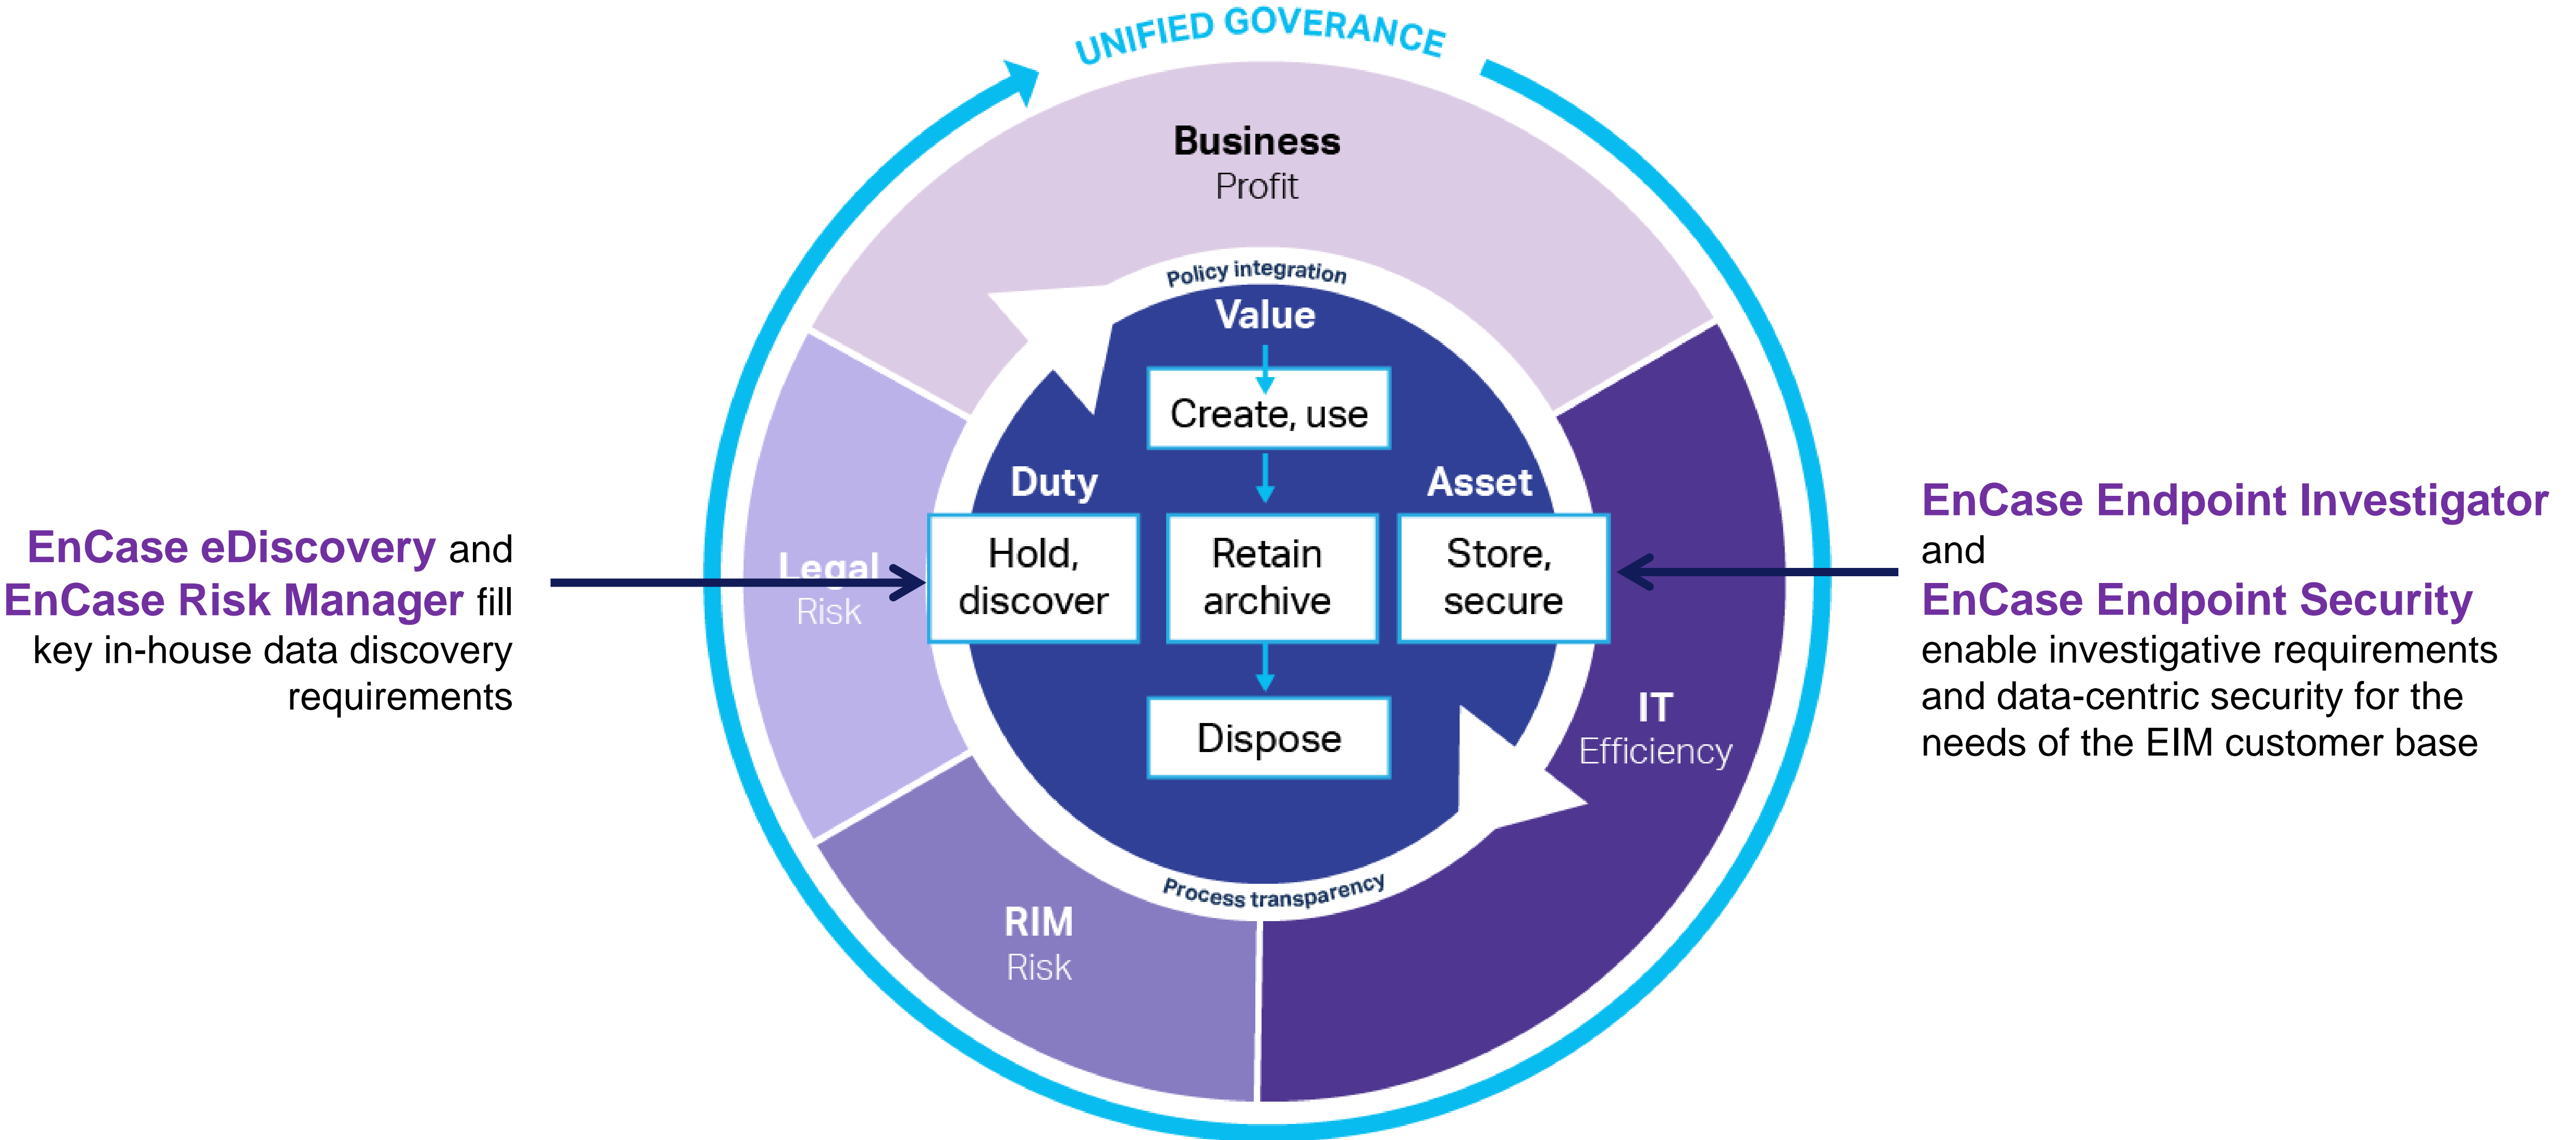 UNIFIED GOVERANCE
Business
Profit
Policy integration
Value
Create, use
Duty
Asset
Hold,
discover
Retain
archive
Store,
secure
Dispose
Process transparency
Legal
Risk
IT
Efficiency
RIM
Risk
EnCase eDiscovery and
EnCase Risk Manager fill
key in-house data discovery
requirements
EnCase Endpoint Investigator
and
EnCase Endpoint Security
enable investigative requirements
and data-centric security for the
needs of the EIM customer base